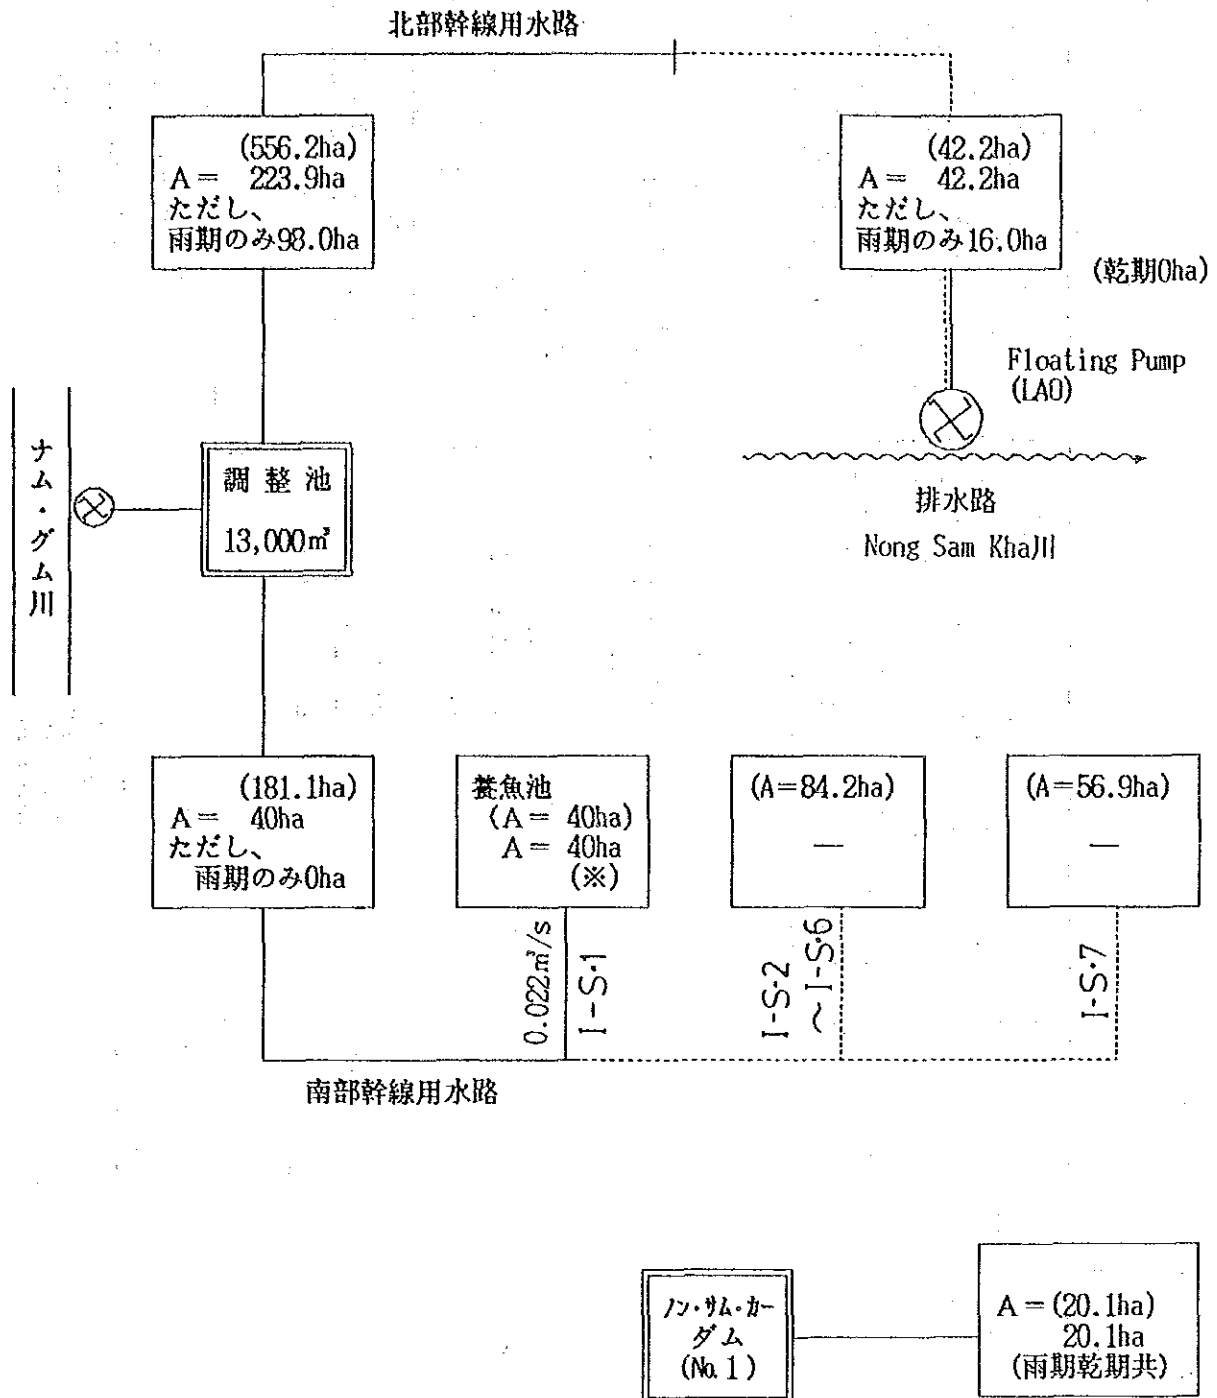 北部幹線用水路
(556.2ha)
A = 223.9ha
ただし、
雨期のみ98.0ha
(42.2ha)
A = 42.2ha
ただし、
雨期のみ16.0ha
(乾期0ha)
Floating Pump
(LAO)
ナム・グム川
調整池
13,000㎥
排水路
Nong Sam Kha川
(181.1ha)
A = 40ha
ただし、
雨期のみ0ha
養魚池
(A = 40ha)
A = 40ha
(※)
(A=84.2ha)
—
(A=56.9ha)
—
0.022㎥/s
I-S-1
I-S-2
～I-S-6
I-S-7
南部幹線用水路
ノン・サム・カー
ダム
(No.1)
A = (20.1ha)
20.1ha
(雨期乾期共)